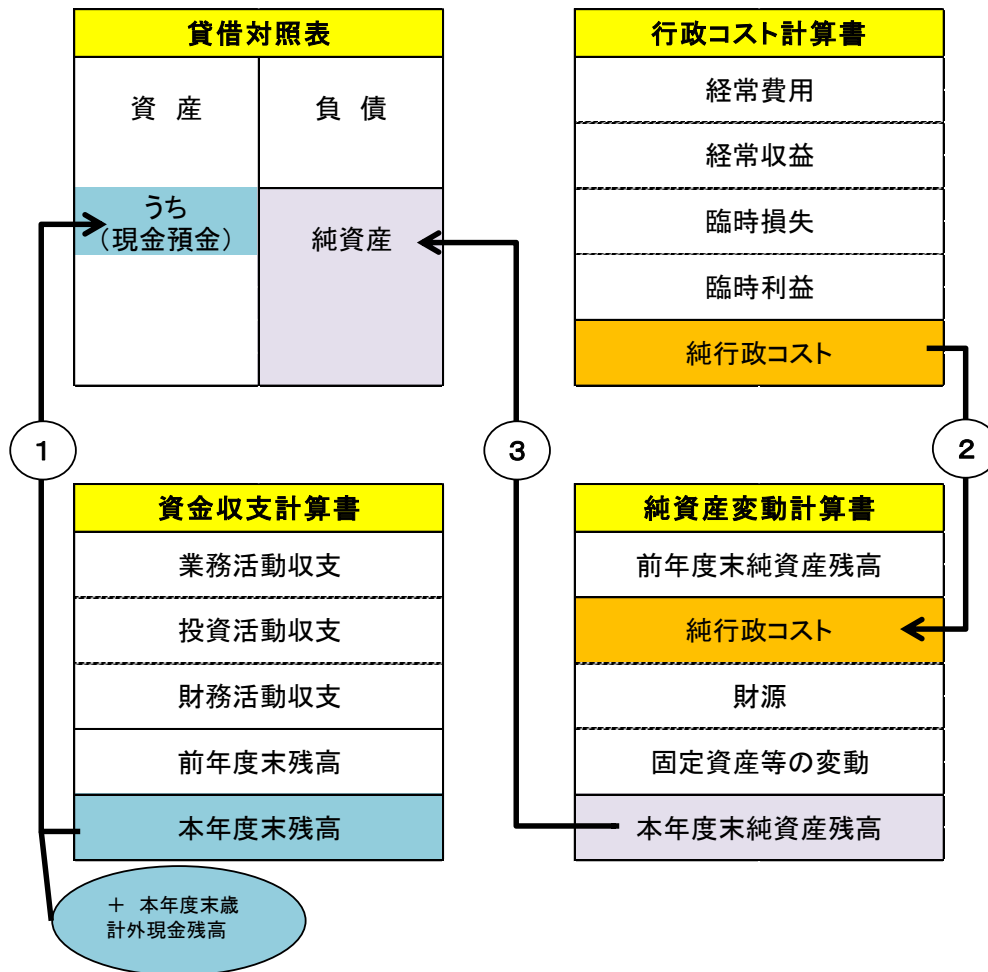 貸借対照表
資 産
負 債
うち
（現金預金）
純資産
行政コスト計算書
経常費用
経常収益
臨時損失
臨時利益
純行政コスト
1
3
2
資金収支計算書
業務活動収支
投資活動収支
財務活動収支
前年度末残高
本年度末残高
＋ 本年度末歳
計外現金残高
純資産変動計算書
前年度末純資産残高
純行政コスト
財源
固定資産等の変動
本年度末純資産残高